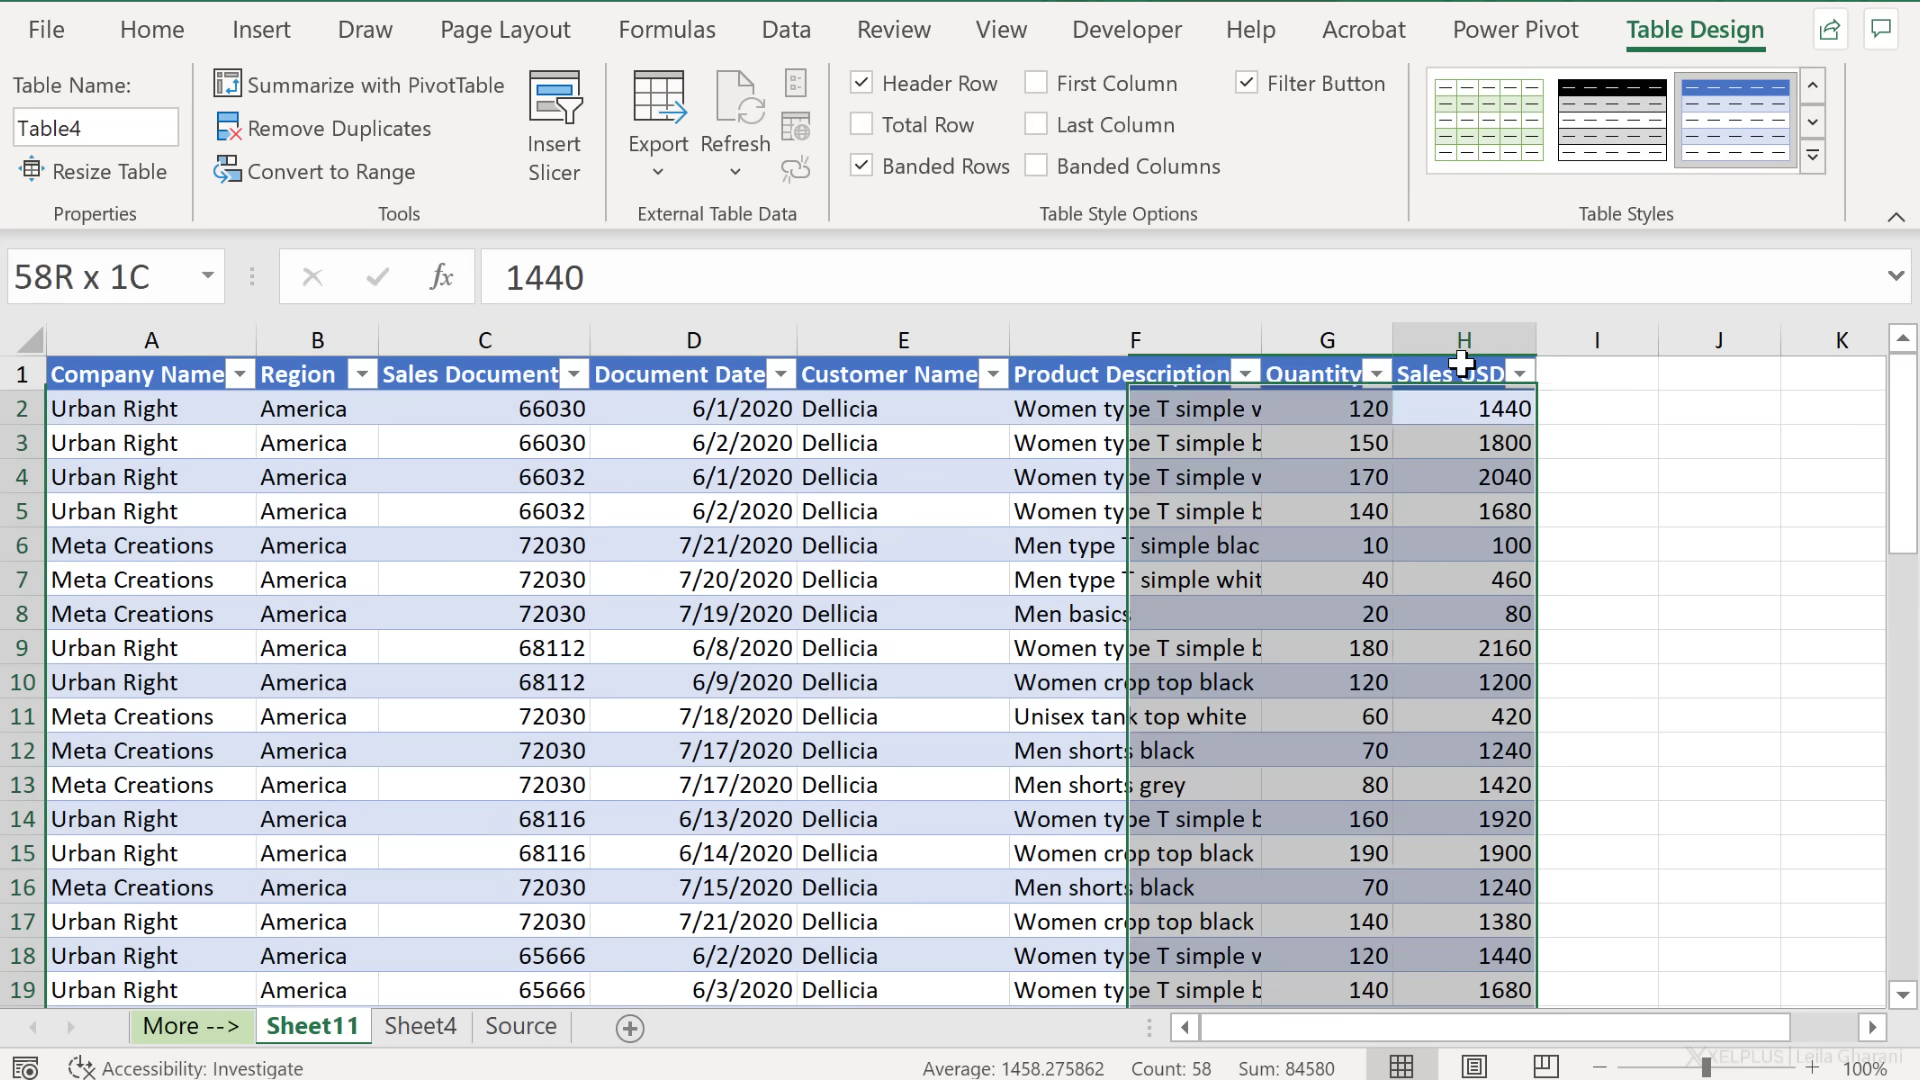 File Home Insert Draw Page Layout Formulas Data Review View Developer Help Acrobat Power Pivot Table Design
Table Name:
Table4
Resize Table
Properties
Summarize with PivotTable
Remove Duplicates
Convert to Range
Insert
Slicer
Tools
Export Refresh
External Table Data
Header Row First Column Filter Button
Total Row Last Column
Banded Rows Banded Columns
Table Style Options
Table Styles
58R x 1C fx 1440
A B C D E F G H I J K
1 Company Name Region Sales Document Document Date Customer Name Product Description Quantity Sales USD
2 Urban Right America 66030 6/1/2020 Dellicia Women type T simple w 120 1440
3 Urban Right America 66030 6/2/2020 Dellicia Women type T simple b 150 1800
4 Urban Right America 66032 6/1/2020 Dellicia Women type T simple w 170 2040
5 Urban Right America 66032 6/2/2020 Dellicia Women type T simple b 140 1680
6 Meta Creations America 72030 7/21/2020 Dellicia Men type T simple blac 10 100
7 Meta Creations America 72030 7/20/2020 Dellicia Men type T simple whit 40 460
8 Meta Creations America 72030 7/19/2020 Dellicia Men basics 20 80
9 Urban Right America 68112 6/8/2020 Dellicia Women type T simple b 180 2160
10 Urban Right America 68112 6/9/2020 Dellicia Women crop top black 120 1200
11 Meta Creations America 72030 7/18/2020 Dellicia Unisex tank top white 60 420
12 Meta Creations America 72030 7/17/2020 Dellicia Men shorts black 70 1240
13 Meta Creations America 72030 7/17/2020 Dellicia Men shorts grey 80 1420
14 Urban Right America 68116 6/13/2020 Dellicia Women type T simple b 160 1920
15 Urban Right America 68116 6/14/2020 Dellicia Women crop top black 190 1900
16 Meta Creations America 72030 7/15/2020 Dellicia Men shorts black 70 1240
17 Urban Right America 72030 7/21/2020 Dellicia Women crop top black 140 1380
18 Urban Right America 65666 6/2/2020 Dellicia Women type T simple w 120 1440
19 Urban Right America 65666 6/3/2020 Dellicia Women type T simple b 140 1680
More --> Sheet11 Sheet4 Source
Accessibility: Investigate Average: 1458.275862 Count: 58 Sum: 84580 100%
XELPLUS | Leila Gharani